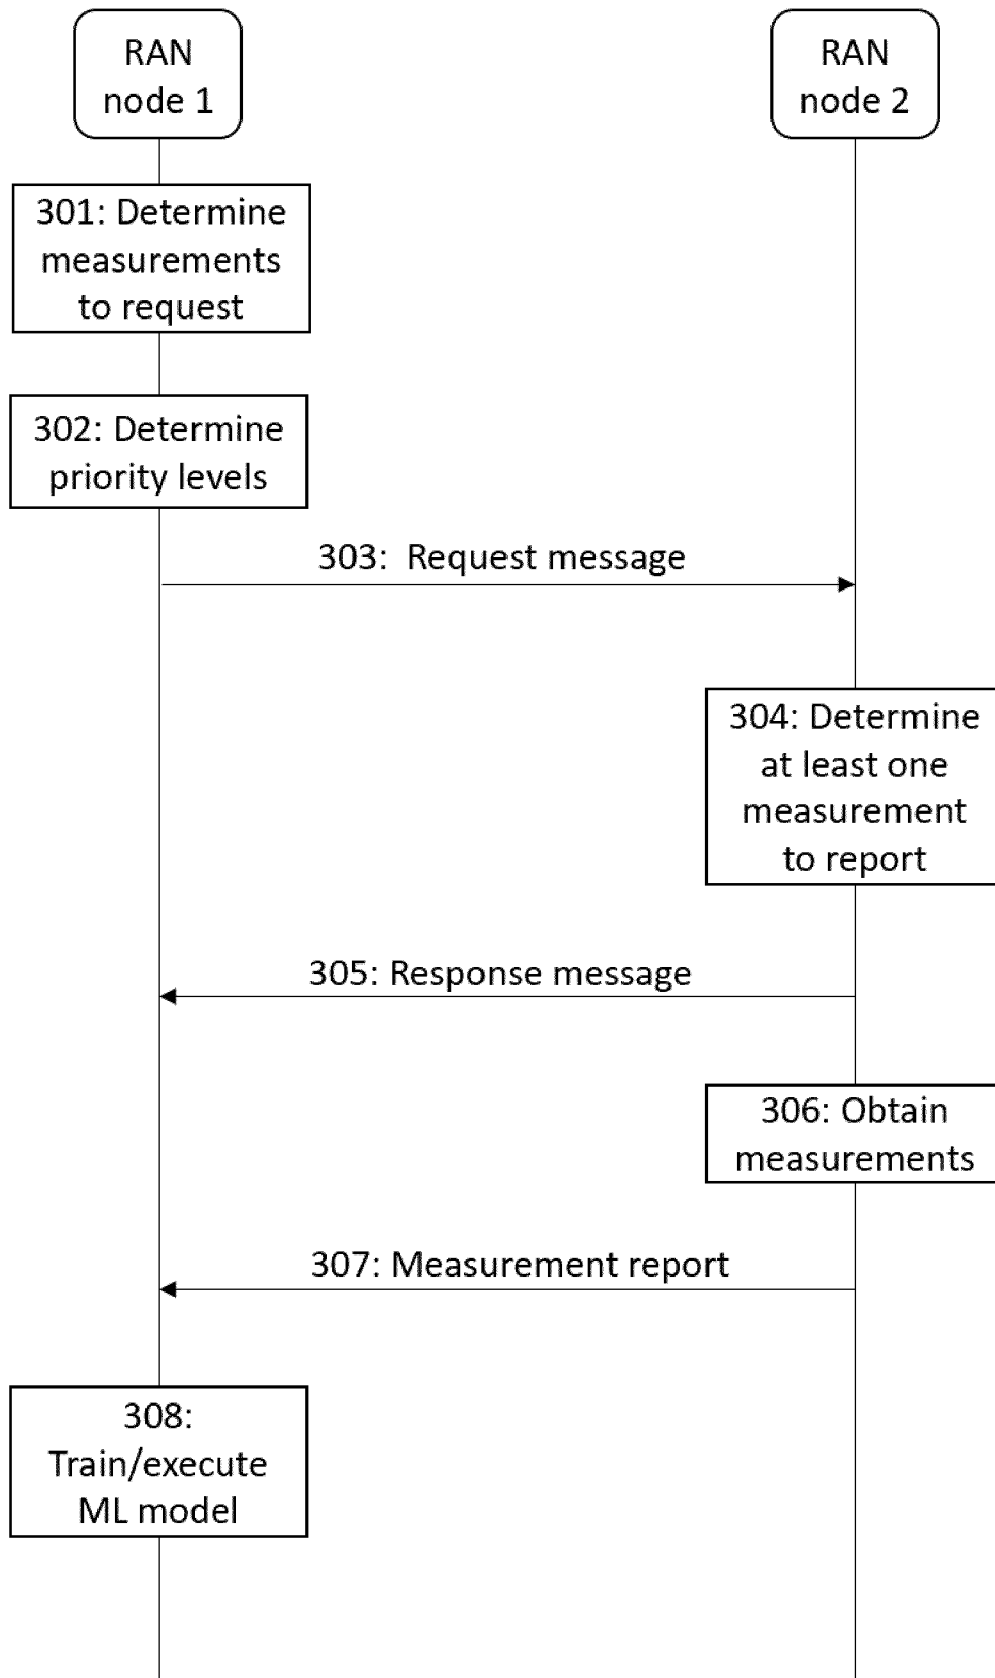 RAN
node 1
RAN
node 2
301: Determine
measurements
to request
302: Determine
priority levels
303:  Request message
304: Determine
at least one
measurement
to report
305: Response message
306: Obtain
measurements
307: Measurement report
308:
Train/execute
ML model